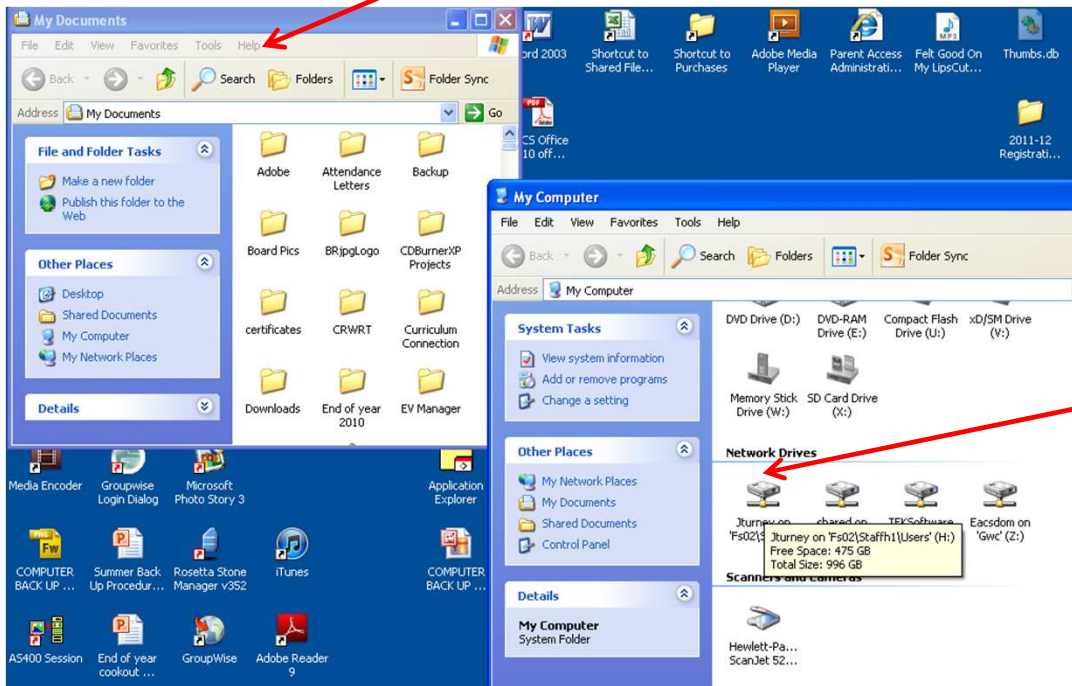 My Documents
File Edit View Favorites Tools Help
Back Search Folders Folder Sync
Address My Documents Go
File and Folder Tasks
Make a new folder
Publish this folder to the
Web
Other Places
Desktop
Shared Documents
My Computer
My Network Places
Details
Adobe
Attendance
Letters
Backup
Board Pics
BRjpgLogo
CDBurnerXP
Projects
certificates
CRWRT
Curriculum
Connection
Downloads
End of year
2010
EV Manager
2003
Shortcut to
Shared File...
Shortcut to
Purchases
Adobe Media
Player
Parent Access
Administrati...
MP3
Felt Good On
My LipsCut...
Thumbs.db
PDF
Adobe
CS Office
10 off...
2011-12
Registrati...
My Computer
File Edit View Favorites Tools Help
Back Search Folders Folder Sync
Address My Computer
System Tasks
View system information
Add or remove programs
Change a setting
Other Places
My Network Places
My Documents
Shared Documents
Control Panel
Details
My Computer
System Folder
DVD Drive (D:)
DVD-RAM
Drive (E:)
Compact Flash
Drive (U:)
xD/SM Drive
(V:)
Memory Stick
Drive (W:)
SD Card Drive
(X:)
Network Drives
Jturney on
'Fs02\S
shared on
TEKSoftware
Eacsdom on
'Gwc' (Z:)
Jturney on 'Fs02\Staffh1\Users' (H:)
Free Space: 475 GB
Total Size: 996 GB
Scanners and Cameras
Hewlett-Pa...
ScanJet 52...
Media Encoder
Groupwise
Login Dialog
Microsoft
Photo Story 3
Application
Explorer
PNG
Fw
COMPUTER
BACK UP ...
Summer Back
Up Procedur...
Rosetta Stone
Manager v352
iTunes
COMPUTER
BACK UP ...
AS400 Session
End of year
cookout ...
GroupWise
Adobe Reader
9